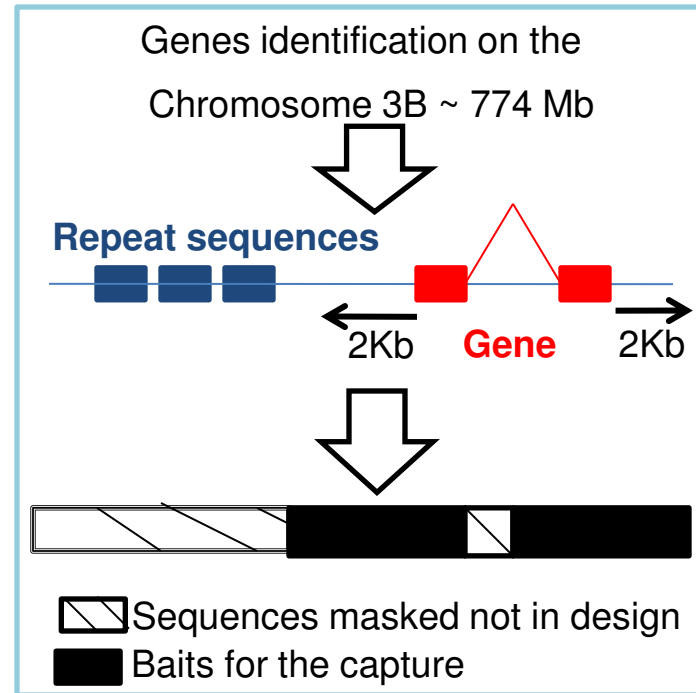 Genes identification on the
Chromosome 3B ~ 774 Mb
Repeat sequences
2Kb Gene 2Kb
Sequences masked not in design
Baits for the capture